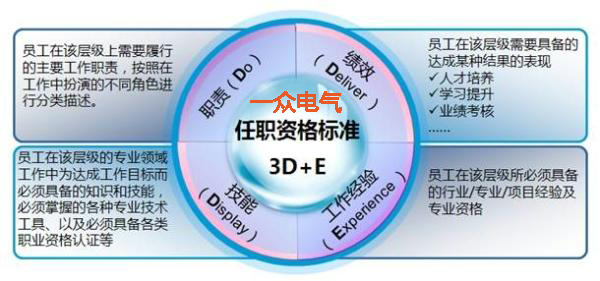 员工在该层级上需要履行
的主要工作职责，按照在
工作中扮演的不同角色进
行分类描述。
职责（Do）
绩效
（Deliver）
员工在该层级需要具备的
达成某种结果的表现
✓人才培养
✓学习提升
✓业绩考核
……
一众电气
任职资格标准
3D+E
员工在该层级的专业领域
工作中为达成工作目标而
必须具备的知识和技能，
必须掌握的各种专业技术
工具、以及必须具备各类
职业资格认证等
技能
（Display）
工作经验
（Experience）
员工在该层级所必须具备
的行业/专业/项目经验及
专业资格